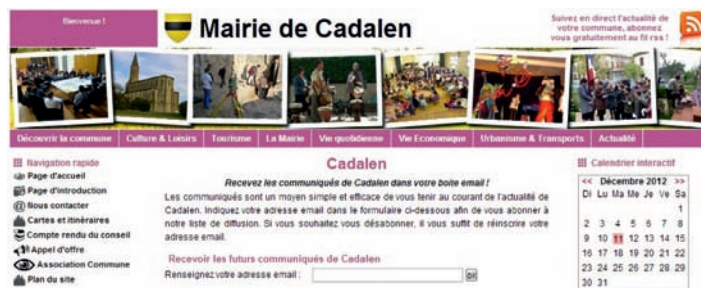 Bienvenue !
Mairie de Cadalen
Suivez en direct l'actualité de
votre commune, abonnez
vous gratuitement au fil rss !
Découvrir la commune
Culture & Loisirs
Tourisme
La Mairie
Vie quotidienne
Vie Economique
Urbanisme & Transports
Actualité
Navigation rapide
Page d'accueil
Page d'introduction
Nous contacter
Cartes et itinéraires
Compte rendu du conseil
Appel d'offre
Association Commune
Plan du site
Cadalen
Recevez les communiqués de Cadalen dans votre boite email !
Les communiqués sont un moyen simple et efficace de vous tenir au courant de l'actualité de
Cadalen. Indiquez votre adresse email dans le formulaire ci-dessous afin de vous abonner à
notre liste de diffusion. Si vous souhaitez vous désabonner, il vous suffit de réinscrire votre
adresse email.
Recevoir les futurs communiqués de Cadalen
Renseignez votre adresse email :
Calendrier interactif
<< Décembre 2012 >>
Di Lu Ma Me Je Ve Sa
1
2 3 4 5 6 7 8
9 10 11 12 13 14 15
16 17 18 19 20 21 22
23 24 25 26 27 28 29
30 31